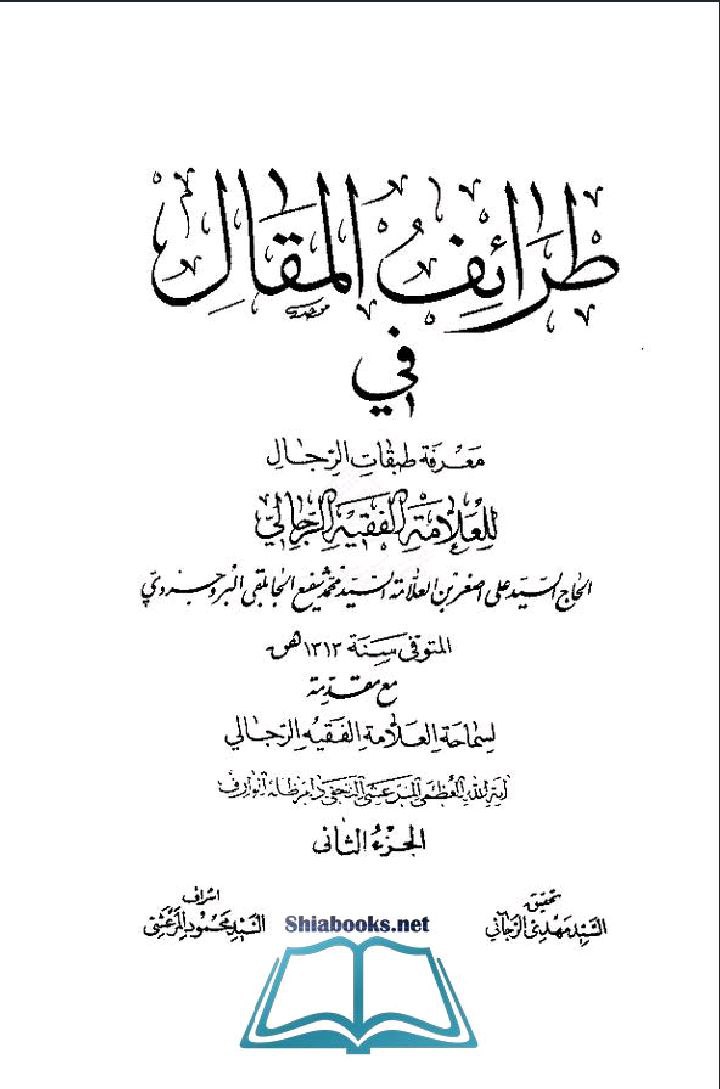 طرائف المقال
في
معرفة طبقات الرجال
للعلامة الفقيه الرجالي
الحاج السيد علي اصغر بن العلامة السيد محمد شفيع الجابلقي البروجردي
المتوفى سنة ١٣١٣ هـ
مع مقدمة
لسماحة العلامة الفقيه الرجالي
آية الله العظمى المرعشي النجفي دام ظله الوارف
الجزء الثاني
تحقيق
السيد مهدي الرجائي
اشراف
السيد محمود المرعشي
Shiabooks.net